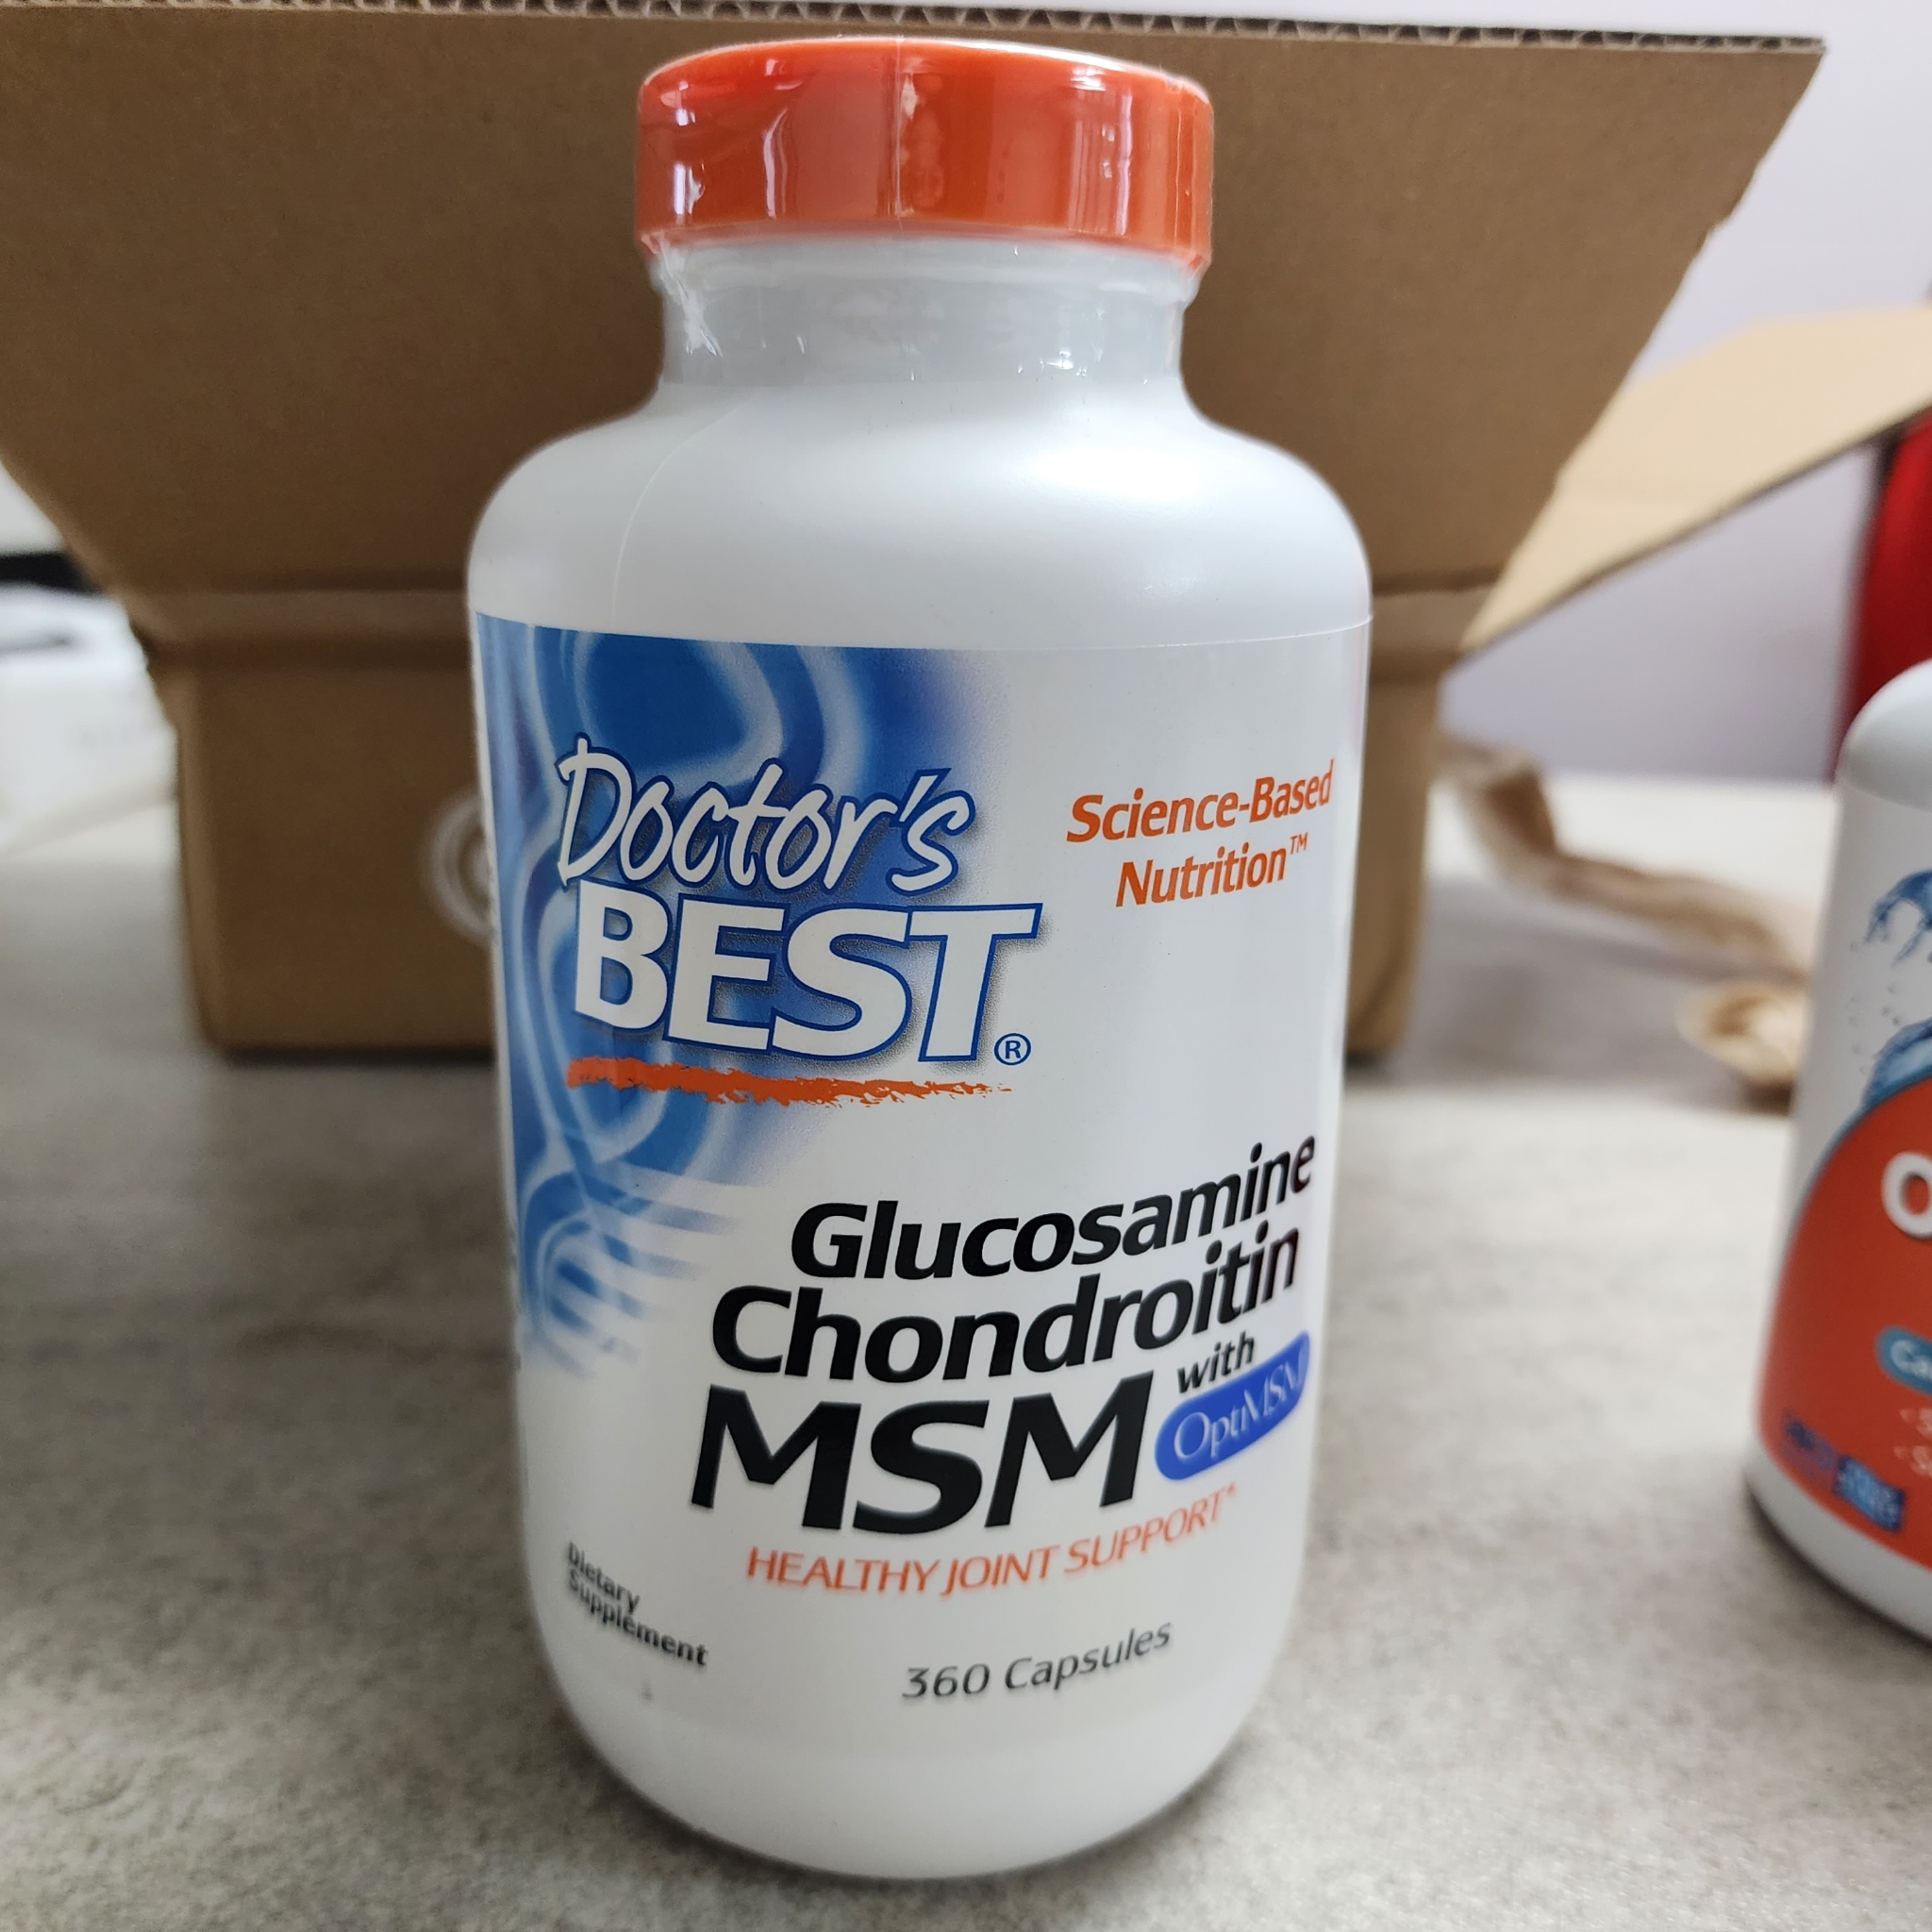 Doctor's
BEST®
Science-Based
Nutrition™
Glucosamine
Chondroitin
MSM with
OptiMSM
HEALTHY JOINT SUPPORT*
Dietary
Supplement
360 Capsules